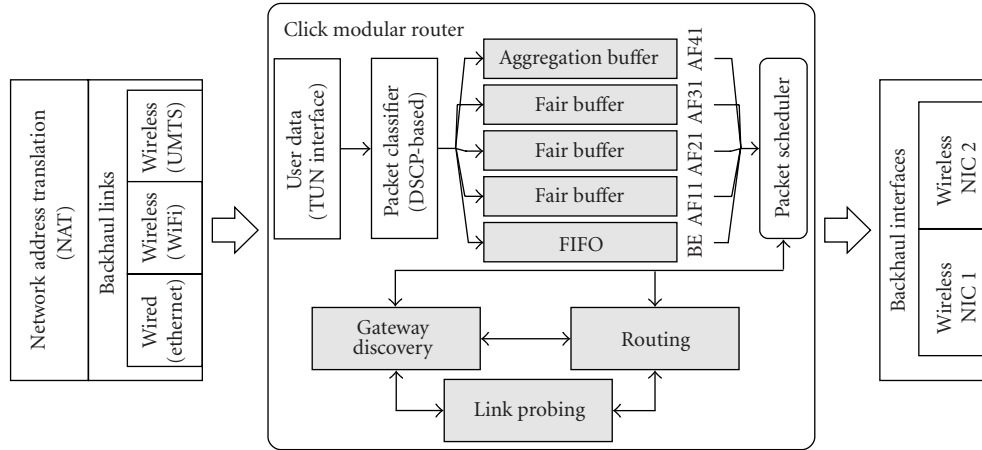 Network address translation
(NAT)
Backhaul links
Wireless
(UMTS)
Wireless
(WiFi)
Wired
(ethernet)
Click modular router
User data
(TUN interface)
Packet classifier
(DSCP-based)
Aggregation buffer
AF41
Fair buffer
AF31
Fair buffer
AF21
Fair buffer
AF11
FIFO
BE
Packet scheduler
Gateway
discovery
Routing
Link probing
Backhaul interfaces
Wireless
NIC 2
Wireless
NIC 1